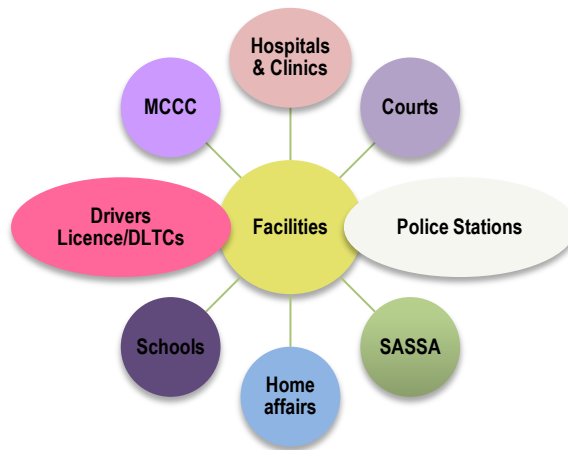 Hospitals
& Clinics
MCCC
Courts
Drivers
Licence/DLTCs
Facilities
Police Stations
Schools
SASSA
Home
affairs